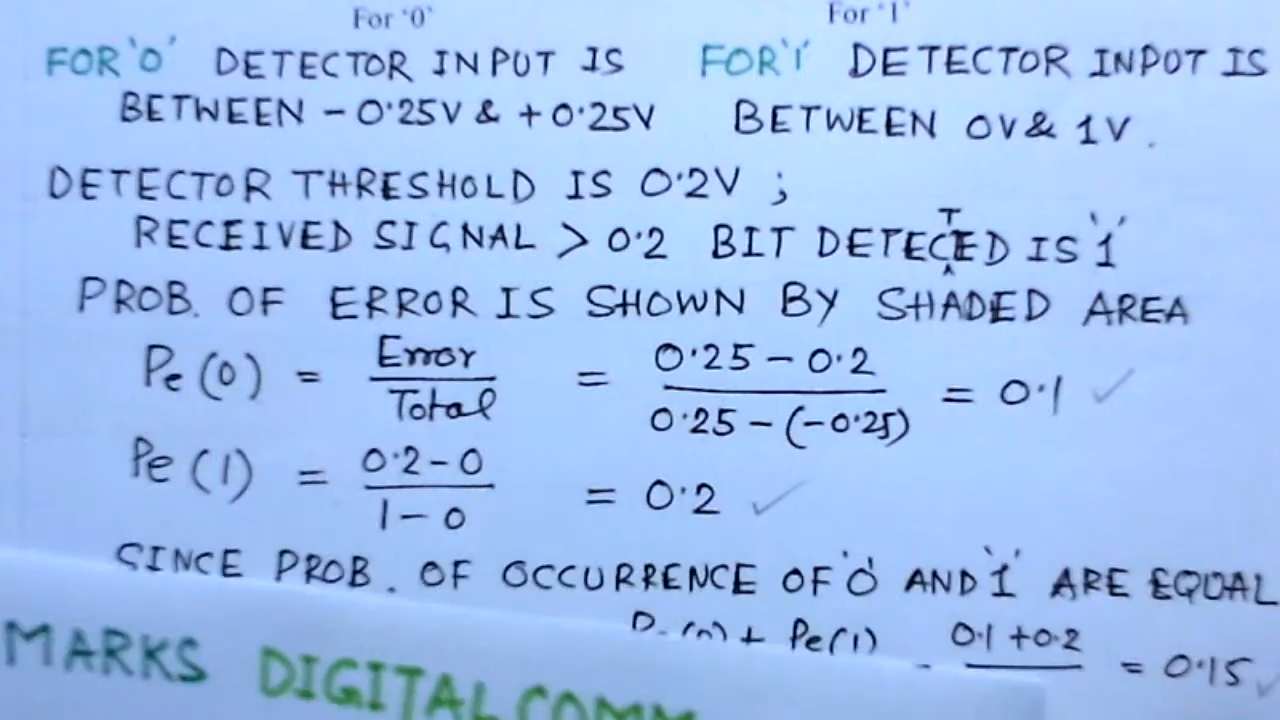 For '0' For '1'
FOR '0' DETECTOR INPUT IS FOR '1' DETECTOR INPUT IS
BETWEEN - 0.25V & +0.25V BETWEEN 0V & 1V.
DETECTOR THRESHOLD IS 0.2V ;
RECEIVED SIGNAL > 0.2 BIT DETECTED IS '1'
PROB. OF ERROR IS SHOWN BY SHADED AREA
Pe (0) = Error / Total = 0.25 - 0.2 / 0.25 - (-0.25) = 0.1 ✓
Pe (1) = 0.2 - 0 / 1 - 0 = 0.2 ✓
SINCE PROB. OF OCCURRENCE OF '0' AND '1' ARE EQUAL
Pe(0) + Pe(1) = 0.1 + 0.2 = 0.15 ✓
MARKS DIGITAL COMM